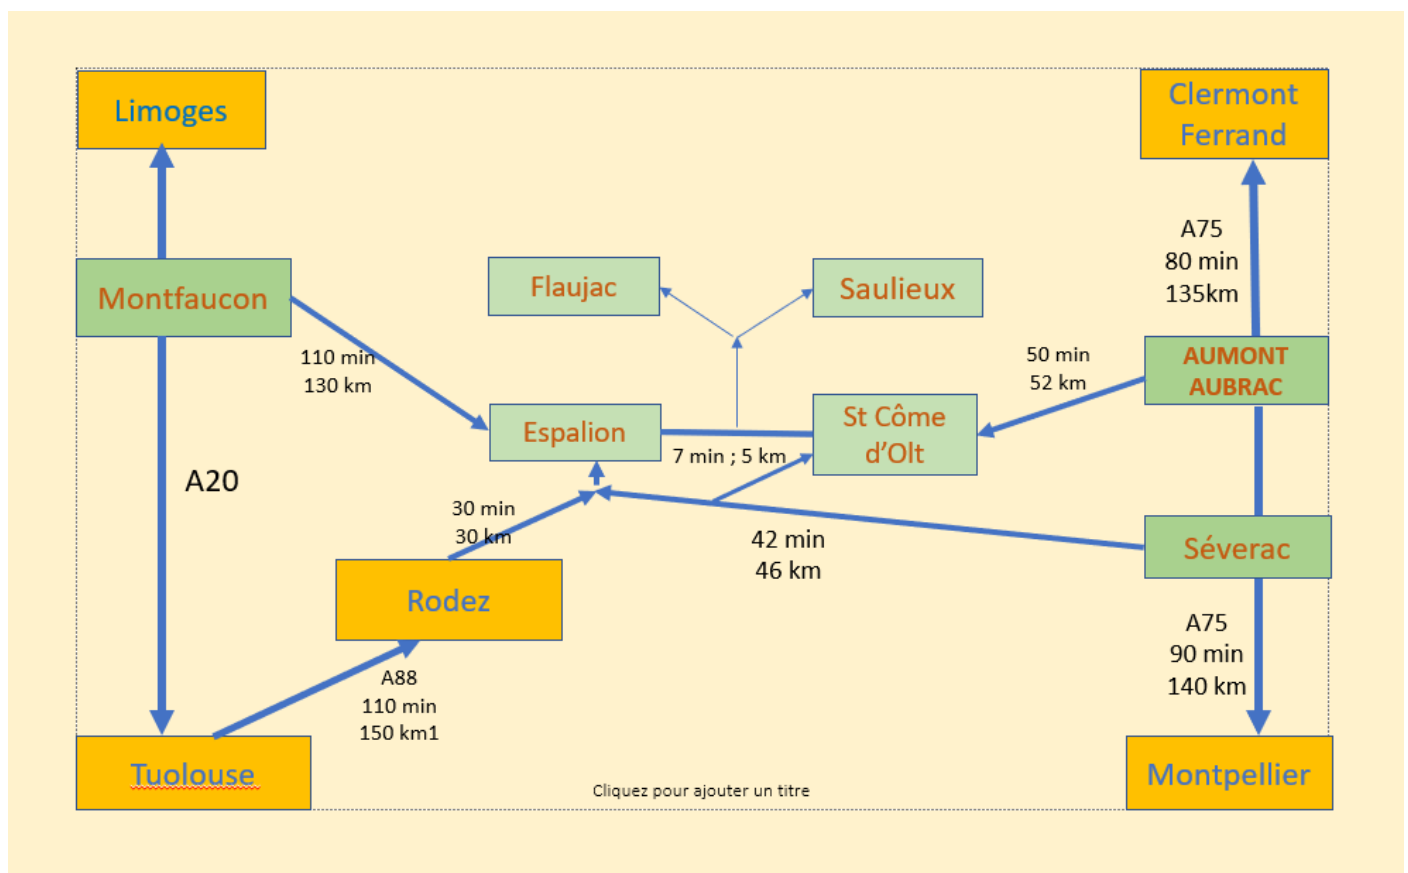 Limoges
Clermont
Ferrand
A75
80 min
135km
Montfaucon
Flaujac
Saulieux
110 min
130 km
50 min
52 km
AUMONT
AUBRAC
Espalion
St Côme
d’Olt
7 min ; 5 km
A20
30 min
30 km
42 min
46 km
Séverac
Rodez
A75
90 min
140 km
A88
110 min
150 km1
Tuolouse
Cliquez pour ajouter un titre
Montpellier